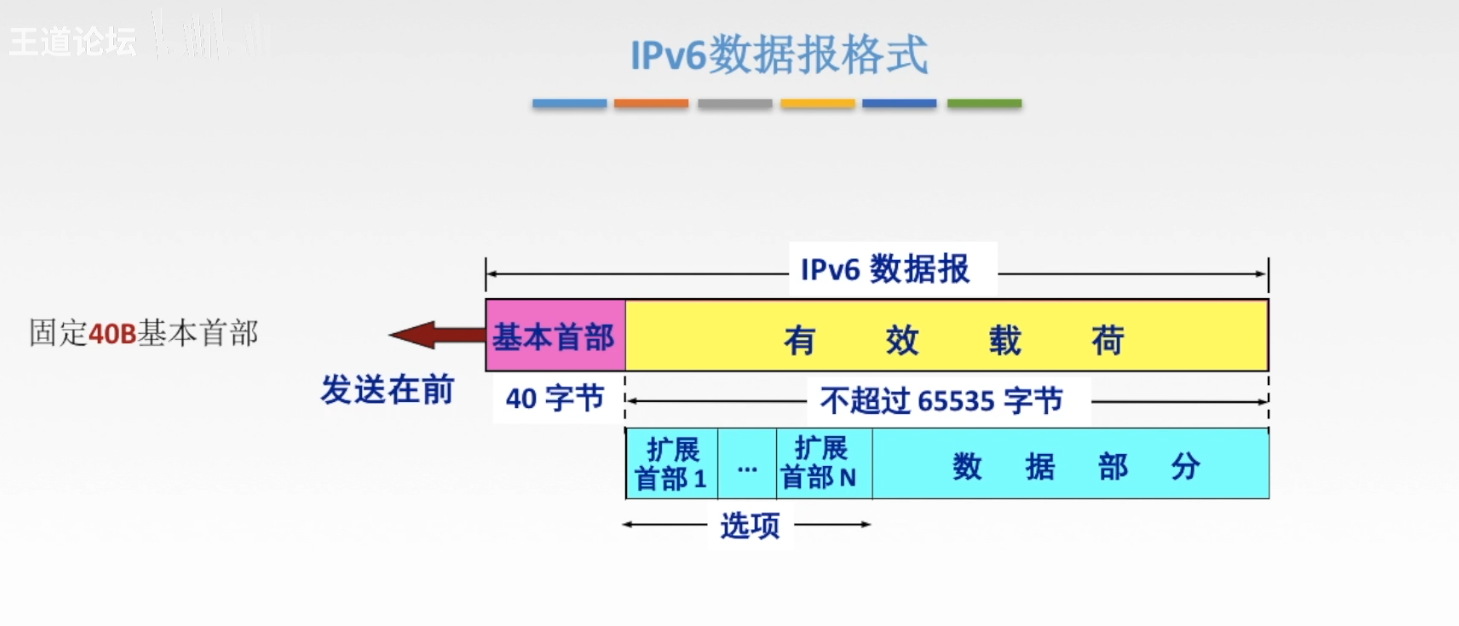 王道论坛
IPv6数据报格式
IPv6 数据报
固定40B基本首部
基本首部
有 效 载 荷
发送在前
40 字节
不超过 65535 字节
扩展
首部 1
...
扩展
首部 N
数 据 部 分
选项